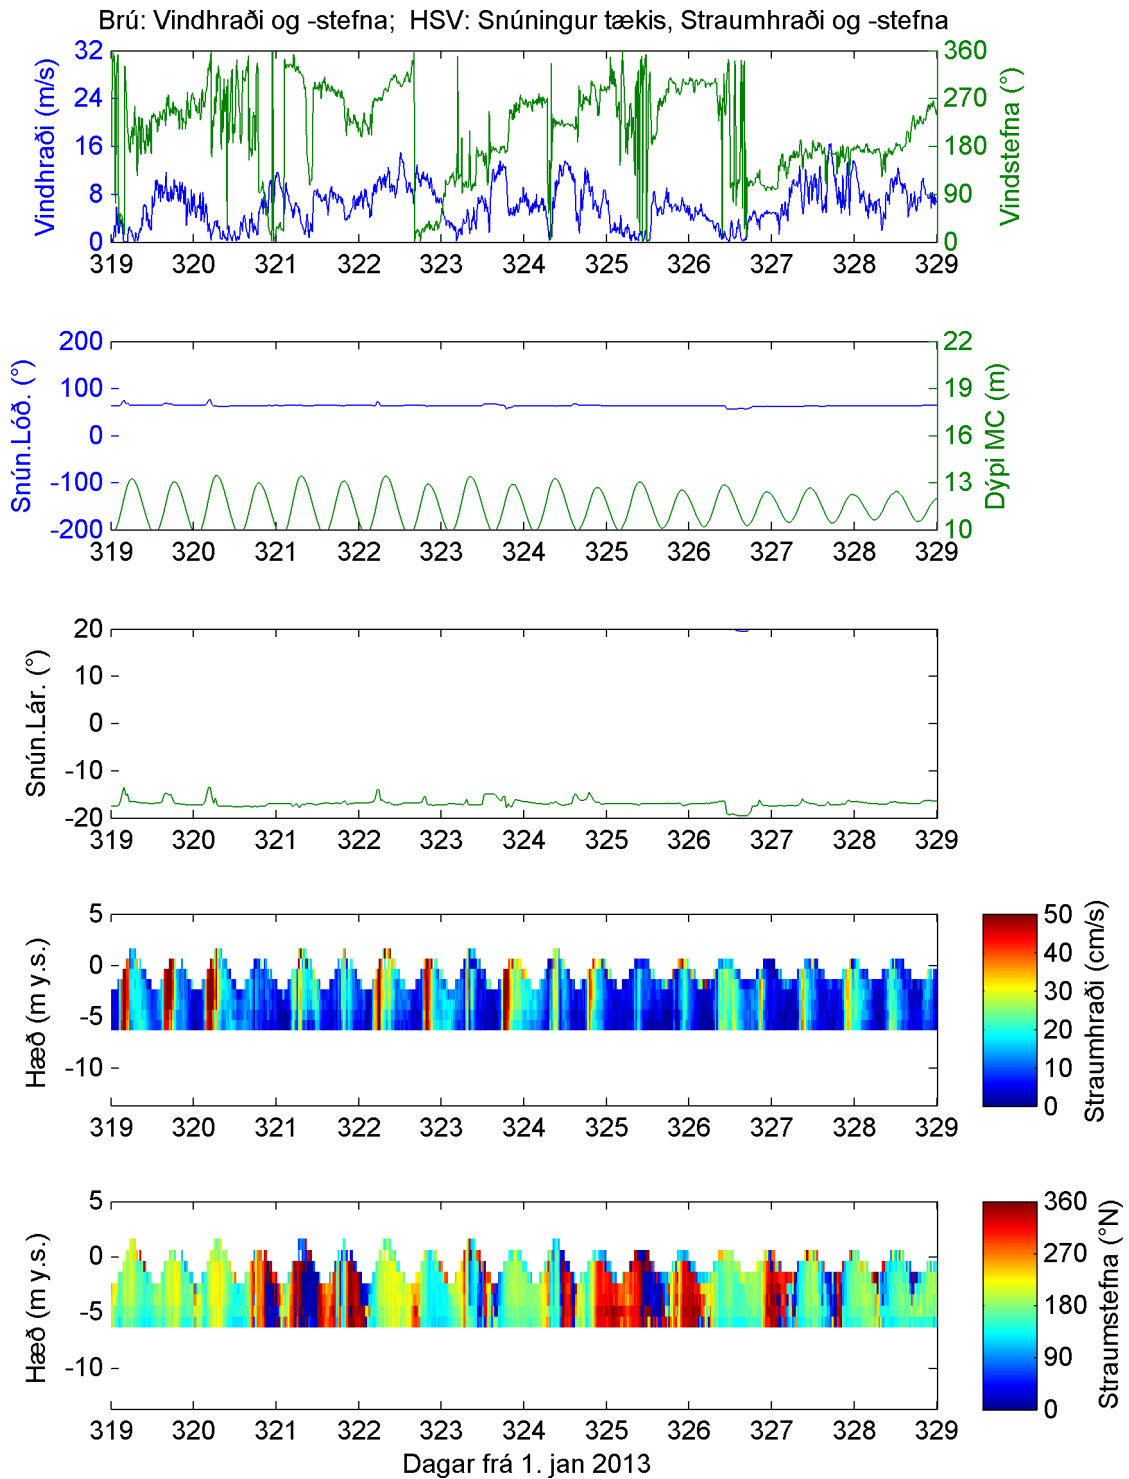 Brú: Vindhraði og -stefna;  HSV: Snúningur tækis, Straumhraði og -stefna
Vindhraði (m/s)
32
24
16
8
0
360
270
180
90
0
Vindstefna (°)
319 320 321 322 323 324 325 326 327 328 329
Snún.Lóð. (°)
200
100
0
-100
-200
22
19
16
13
10
Dýpi MC (m)
319 320 321 322 323 324 325 326 327 328 329
Snún.Lár. (°)
20
10
0
-10
-20
319 320 321 322 323 324 325 326 327 328 329
Hæð (m y.s.)
5
0
-5
-10
319 320 321 322 323 324 325 326 327 328 329
50
40
30
20
10
0
Straumhraði (cm/s)
Hæð (m y.s.)
5
0
-5
-10
319 320 321 322 323 324 325 326 327 328 329
360
270
180
90
0
Straumstefna (°N)
Dagar frá 1. jan 2013